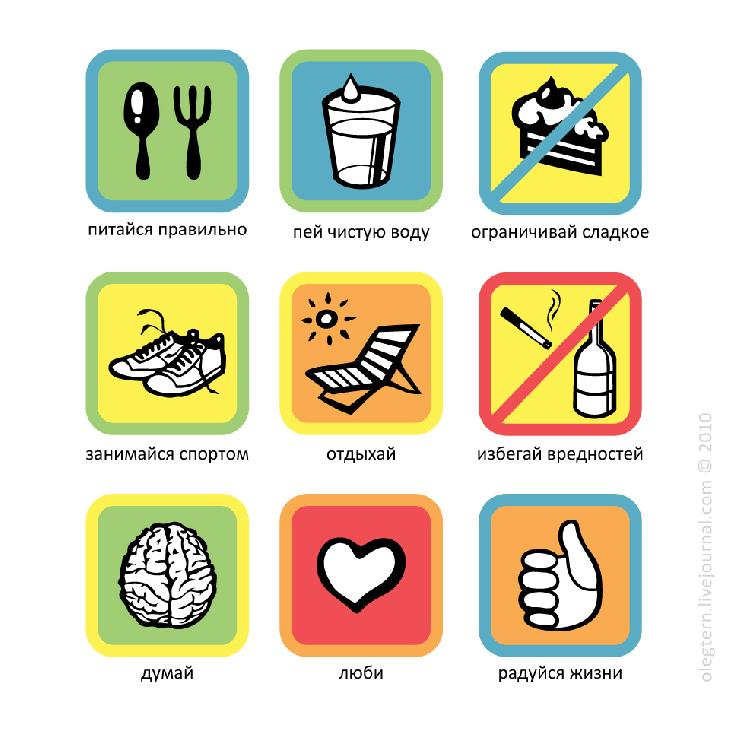 питайся правильно
пей чистую воду
ограничивай сладкое
занимайся спортом
отдыхай
избегай вредностей
думай
люби
радуйся жизни
olegtern.livejournal.com © 2010